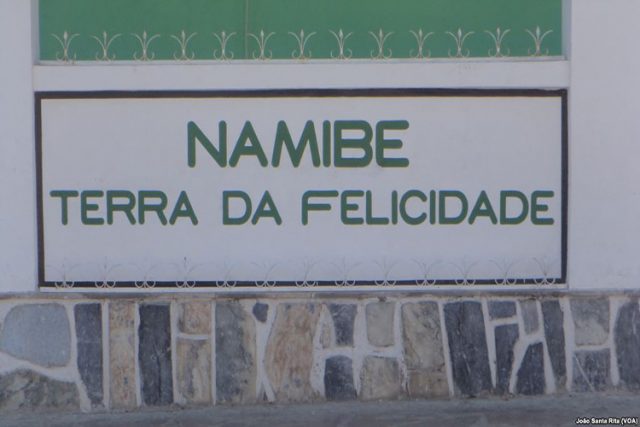 NAMIBE
TERRA DA FELICIDADE
João Santa Rita (VOA)